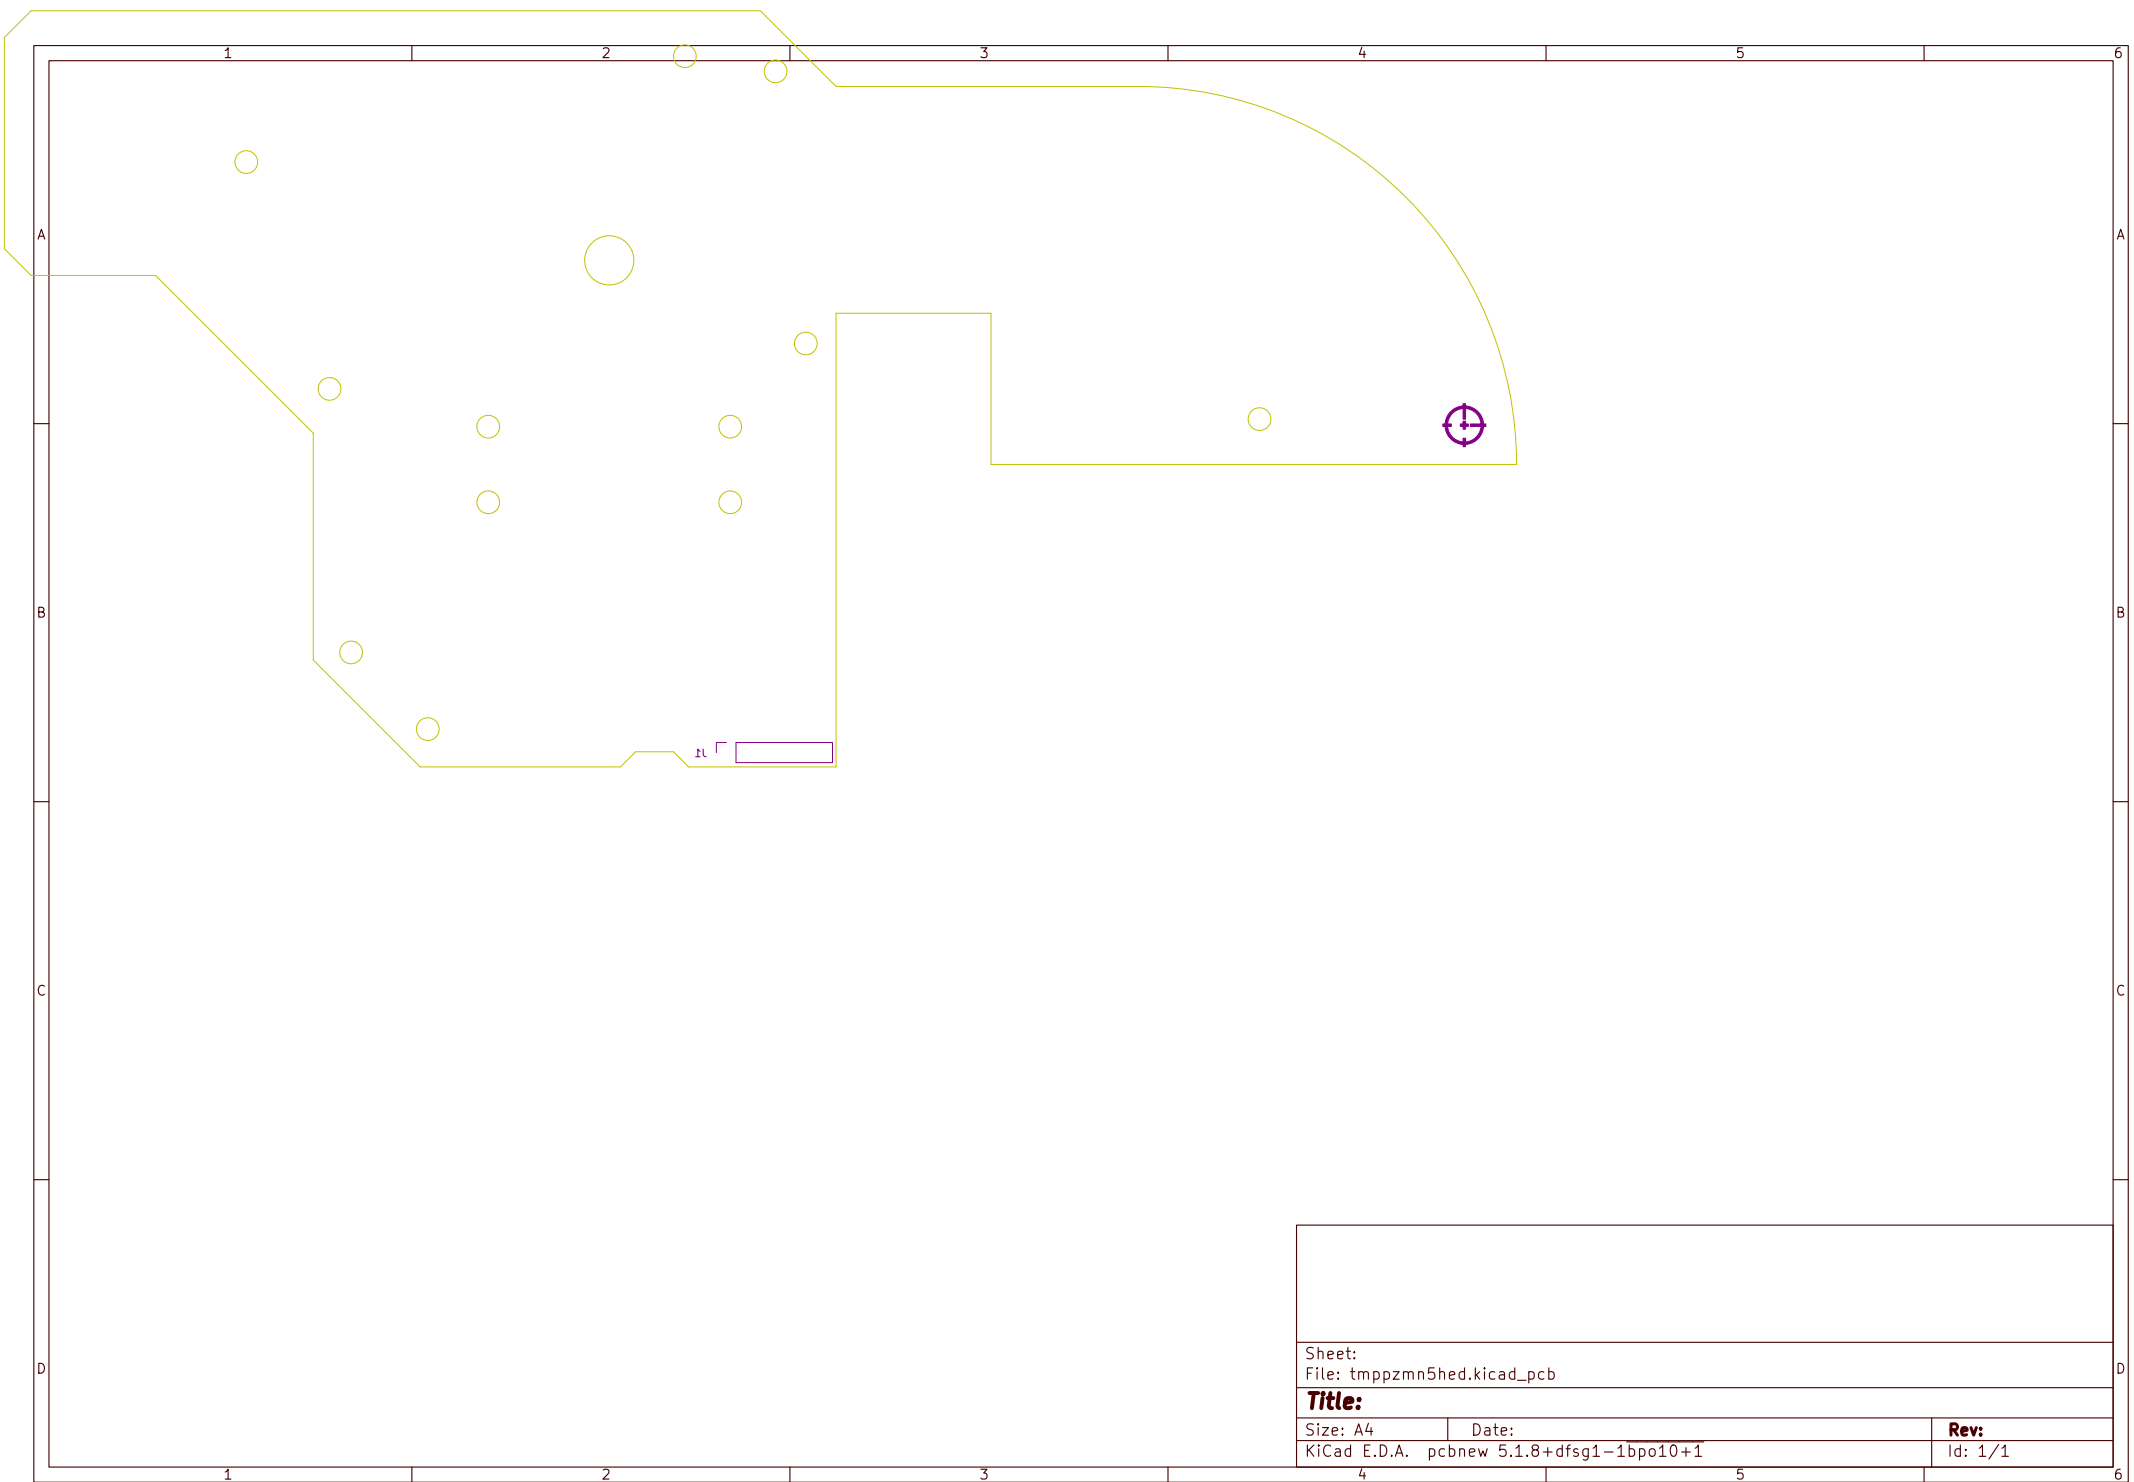 1 2 3 4 5 6
A A
J1
B B
C C
D D
Sheet:
File: tmppzmn5hed.kicad_pcb
Title:
Size: A4 Date: Rev:
KiCad E.D.A. pcbnew 5.1.8+dfsg1-1bpo10+1 Id: 1/1
1 2 3 4 5 6